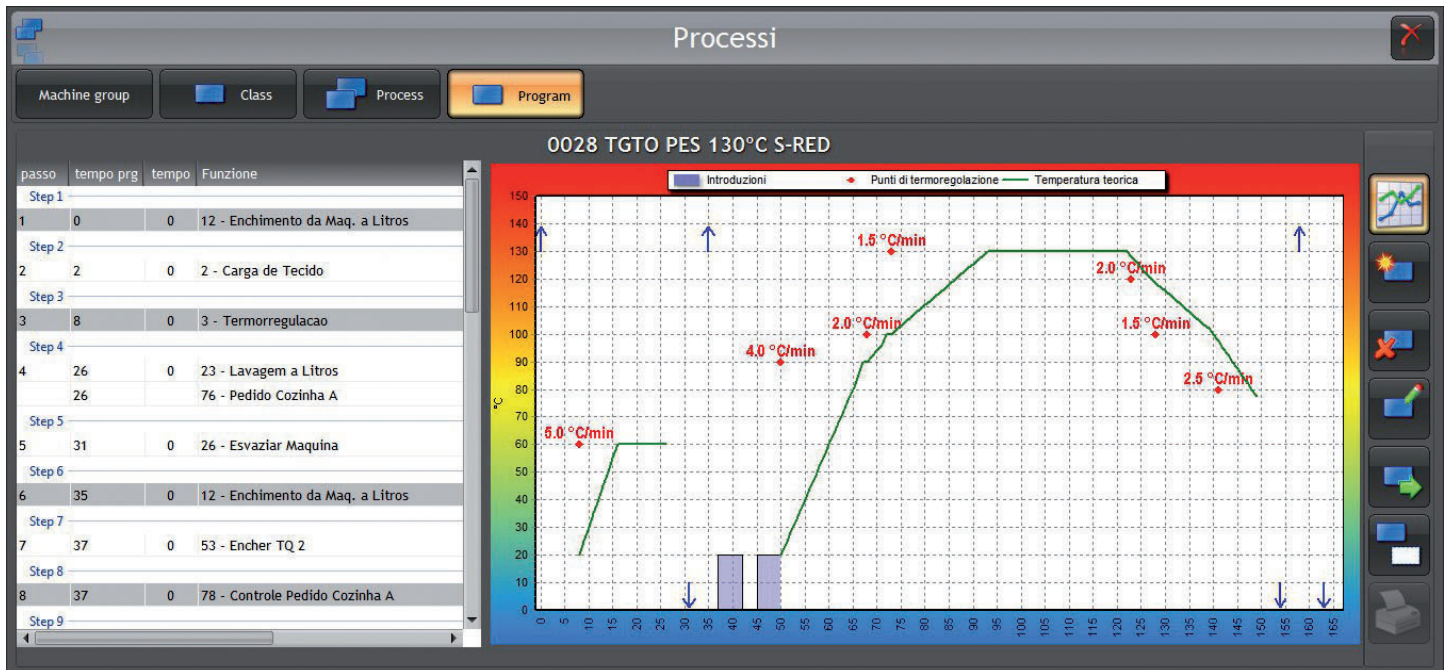 Processi
Machine group Class Process Program
0028 TGTO PES 130°C S-RED
passo tempo prg tempo Funzione
Step 1
1 0 0 12 - Enchimento da Maq. a Litros
Step 2
2 2 0 2 - Carga de Tecido
Step 3
3 8 0 3 - Termorregulacao
Step 4
4 26 0 23 - Lavagem a Litros
26 76 - Pedido Cozinha A
Step 5
5 31 0 26 - Esvaziar Maquina
Step 6
6 35 0 12 - Enchimento da Maq. a Litros
Step 7
7 37 0 53 - Encher TQ 2
Step 8
8 37 0 78 - Controle Pedido Cozinha A
Step 9
Introduzioni Punti di termoregolazione Temperatura teorica
150
140
1.5 °C/min
130
2.0 °C/min
120
110
2.0 °C/min 1.5 °C/min
100
4.0 °C/min
90
2.5 °C/min
80
°C
70
5.0 °C/min
60
50
40
30
20
10
0
0 5 10 15 20 25 30 35 40 45 50 55 60 65 70 75 80 85 90 95 100 105 110 115 120 125 130 135 140 145 150 155 160 165